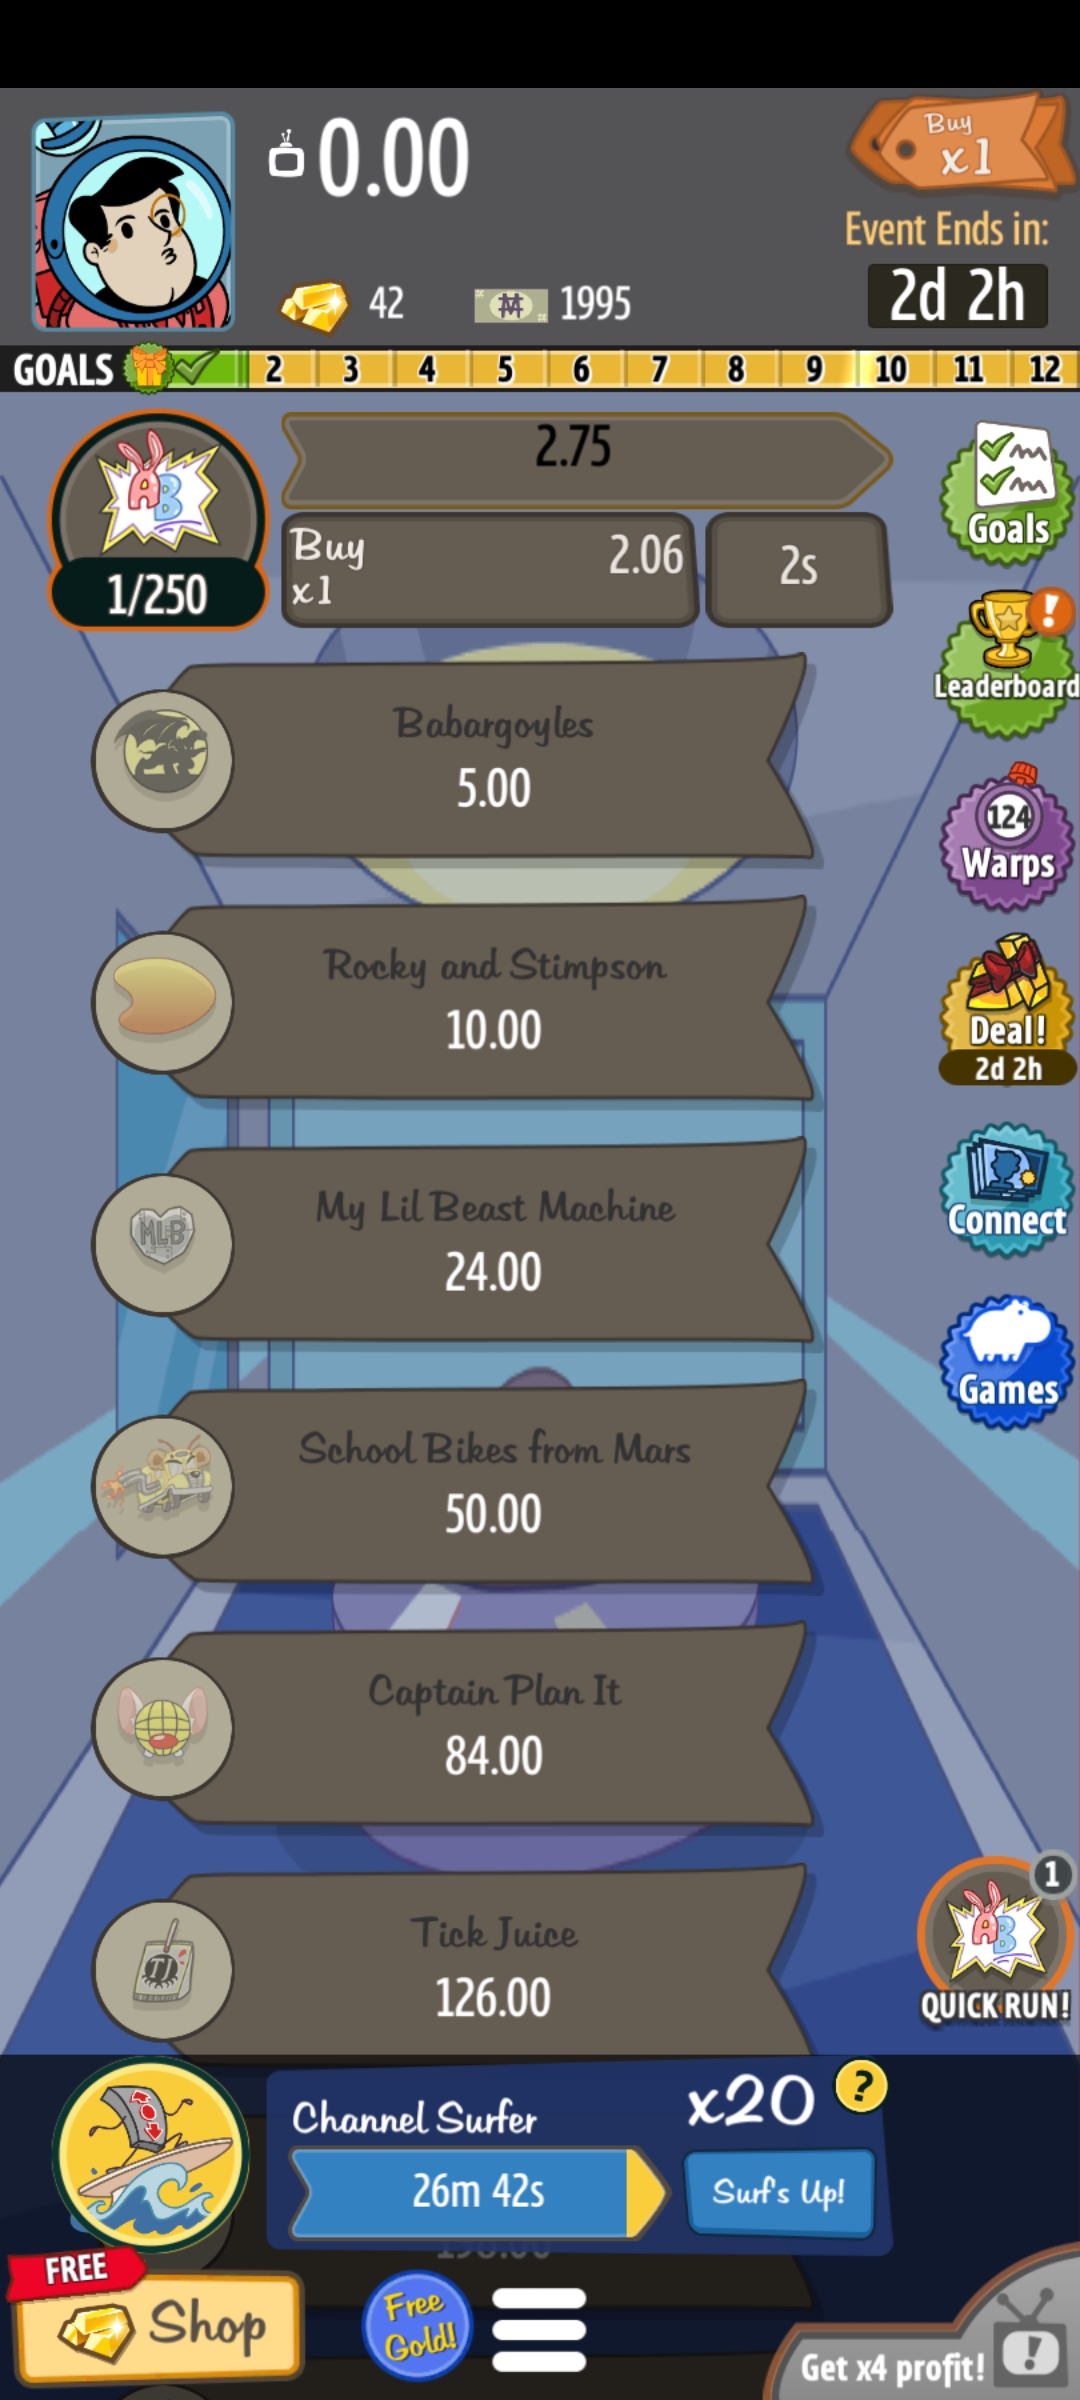 0.00
Buy
x1
Event Ends in:
2d 2h
42
1995
GOALS 2 3 4 5 6 7 8 9 10 11 12
AB
1/250
2.75
Buy
x1
2.06
2s
Goals
Leaderboard
!
Babargoyles
5.00
124
Warps
Rocky and Stimpson
10.00
Deal!
2d 2h
MLB
My Lil Beast Machine
24.00
Connect
School Bikes from Mars
50.00
Games
Captain Plan It
84.00
TJ
Tick Juice
126.00
1
AB
QUICK RUN!
Channel Surfer
x20
?
26m 42s
Surf's Up!
FREE
Shop
Free
Gold!
Get x4 profit!
!